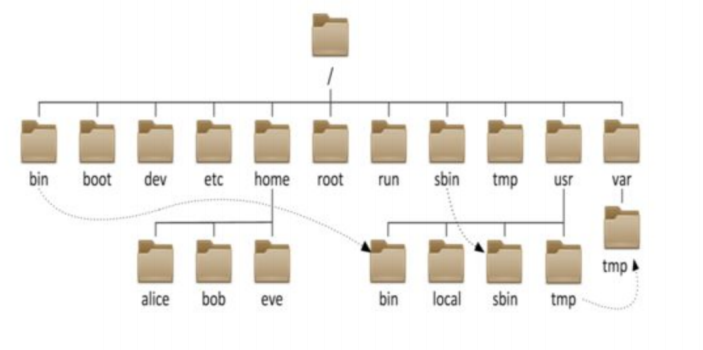 /
bin boot dev etc home root run sbin tmp usr var
tmp
alice bob eve bin local sbin tmp